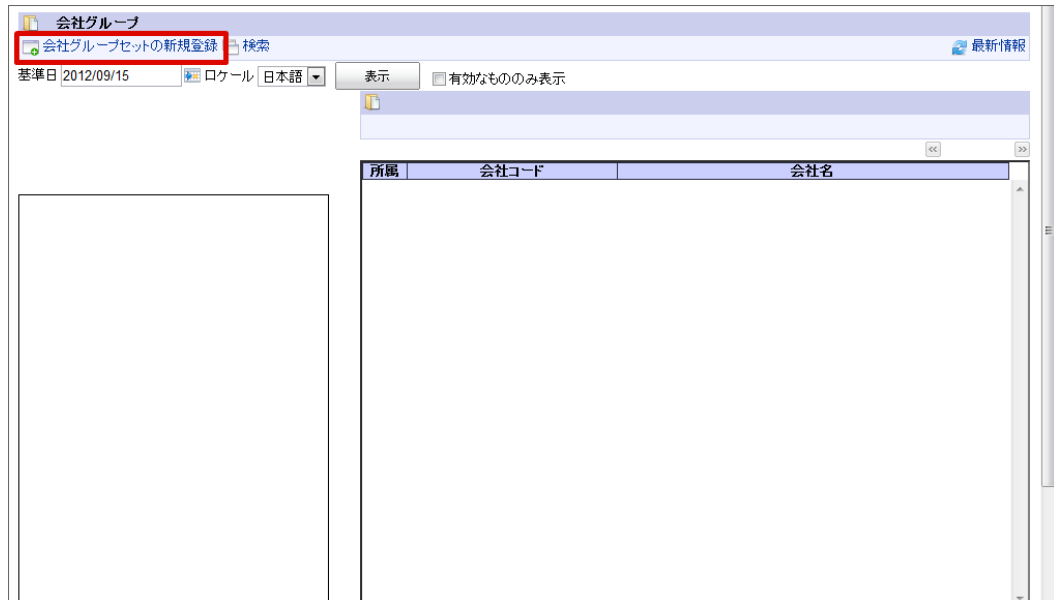 会社グループ
会社グループセットの新規登録 検索 最新情報
基準日 2012/09/15 ロケール 日本語 表示 有効なもののみ表示
<< >>
所属 会社コード 会社名